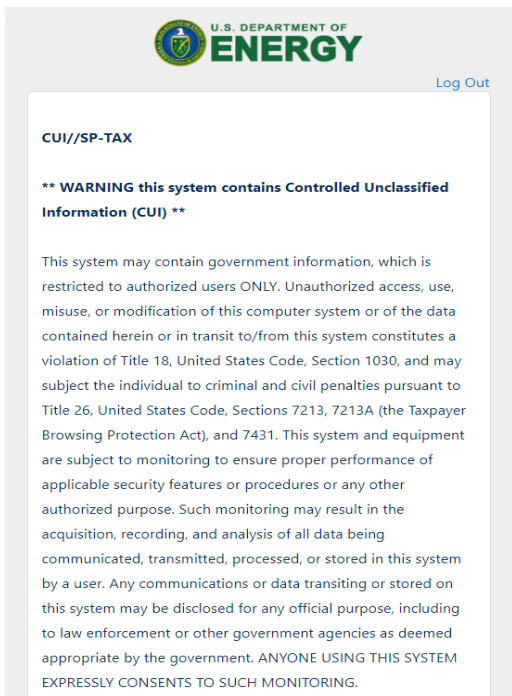 U.S. DEPARTMENT OF
ENERGY
Log Out
CUI//SP-TAX
** WARNING this system contains Controlled Unclassified
Information (CUI) **
This system may contain government information, which is
restricted to authorized users ONLY. Unauthorized access, use,
misuse, or modification of this computer system or of the data
contained herein or in transit to/from this system constitutes a
violation of Title 18, United States Code, Section 1030, and may
subject the individual to criminal and civil penalties pursuant to
Title 26, United States Code, Sections 7213, 7213A (the Taxpayer
Browsing Protection Act), and 7431. This system and equipment
are subject to monitoring to ensure proper performance of
applicable security features or procedures or any other
authorized purpose. Such monitoring may result in the
acquisition, recording, and analysis of all data being
communicated, transmitted, processed, or stored in this system
by a user. Any communications or data transiting or stored on
this system may be disclosed for any official purpose, including
to law enforcement or other government agencies as deemed
appropriate by the government. ANYONE USING THIS SYSTEM
EXPRESSLY CONSENTS TO SUCH MONITORING.